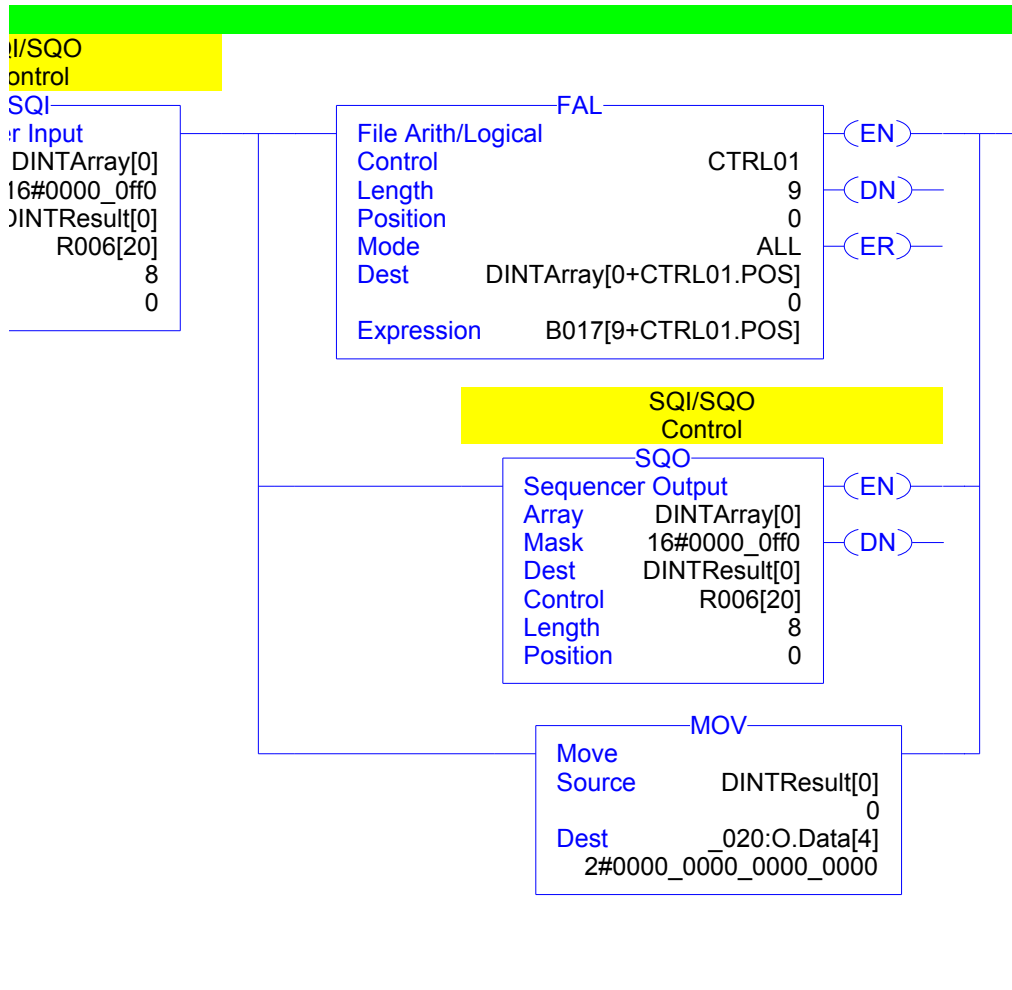 I/SQO
ontrol
SQI
r Input
DINTArray[0]
16#0000_0ff0
DINTResult[0]
R006[20]
8
0
FAL
File Arith/Logical
Control CTRL01
Length 9
Position 0
Mode ALL
Dest DINTArray[0+CTRL01.POS]
0
Expression B017[9+CTRL01.POS]
EN
DN
ER
SQI/SQO
Control
SQO
Sequencer Output
Array DINTArray[0]
Mask 16#0000_0ff0
Dest DINTResult[0]
Control R006[20]
Length 8
Position 0
EN
DN
MOV
Move
Source DINTResult[0]
0
Dest _020:O.Data[4]
2#0000_0000_0000_0000